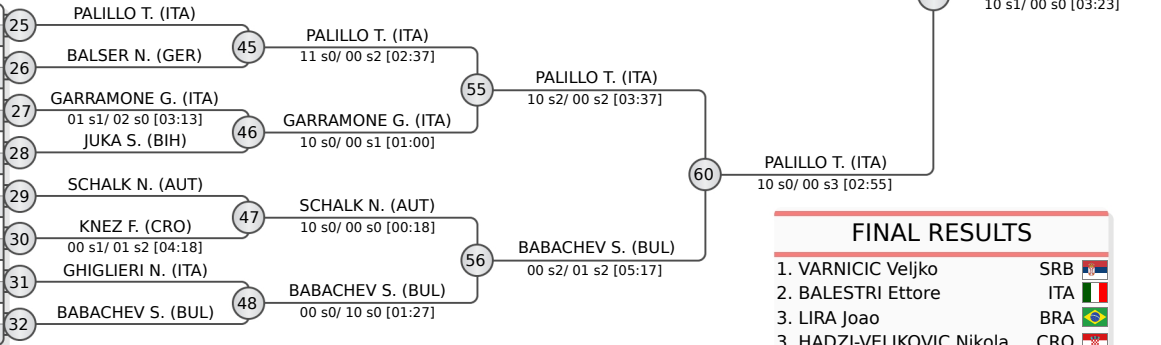 10 s1/ 00 s0 [03:23]
25
PALILLO T. (ITA)
26
BALSER N. (GER)
27
GARRAMONE G. (ITA)
01 s1/ 02 s0 [03:13]
28
JUKA S. (BIH)
29
SCHALK N. (AUT)
30
KNEZ F. (CRO)
00 s1/ 01 s2 [04:18]
31
GHIGLIERI N. (ITA)
32
BABACHEV S. (BUL)
45
PALILLO T. (ITA)
11 s0/ 00 s2 [02:37]
46
GARRAMONE G. (ITA)
10 s0/ 00 s1 [01:00]
47
SCHALK N. (AUT)
10 s0/ 00 s0 [00:18]
48
BABACHEV S. (BUL)
00 s0/ 10 s0 [01:27]
55
PALILLO T. (ITA)
10 s2/ 00 s2 [03:37]
56
BABACHEV S. (BUL)
00 s2/ 01 s2 [05:17]
60
PALILLO T. (ITA)
10 s0/ 00 s3 [02:55]
FINAL RESULTS
1. VARNICIC Veljko SRB
2. BALESTRI Ettore ITA
3. LIRA Joao BRA
3. HADZI-VELJKOVIC Nikola CRO